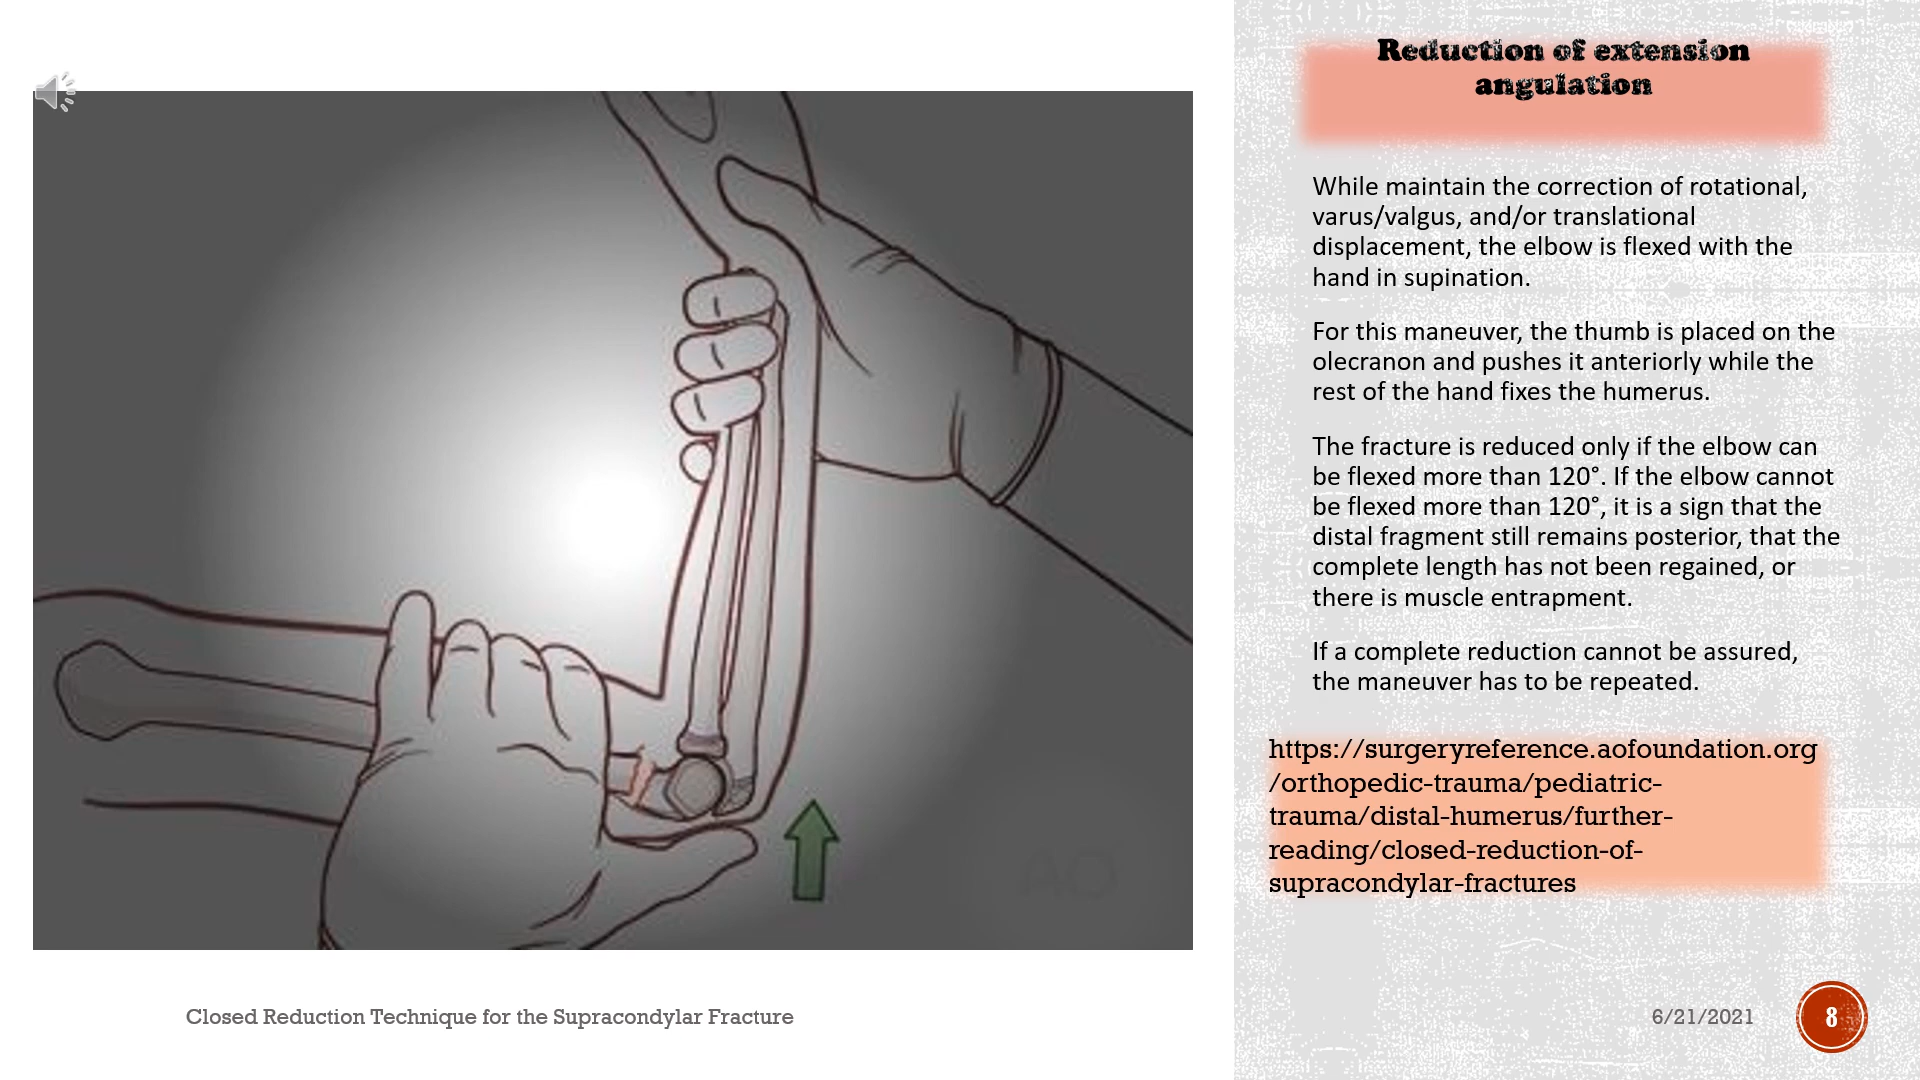 Reduction of extension
angulation
While maintain the correction of rotational,
varus/valgus, and/or translational
displacement, the elbow is flexed with the
hand in supination.
For this maneuver, the thumb is placed on the
olecranon and pushes it anteriorly while the
rest of the hand fixes the humerus.
The fracture is reduced only if the elbow can
be flexed more than 120°. If the elbow cannot
be flexed more than 120°, it is a sign that the
distal fragment still remains posterior, that the
complete length has not been regained, or
there is muscle entrapment.
If a complete reduction cannot be assured,
the maneuver has to be repeated.
https://surgeryreference.aofoundation.org
/orthopedic-trauma/pediatric-
trauma/distal-humerus/further-
reading/closed-reduction-of-
supracondylar-fractures
AO
Closed Reduction Technique for the Supracondylar Fracture
6/21/2021
8